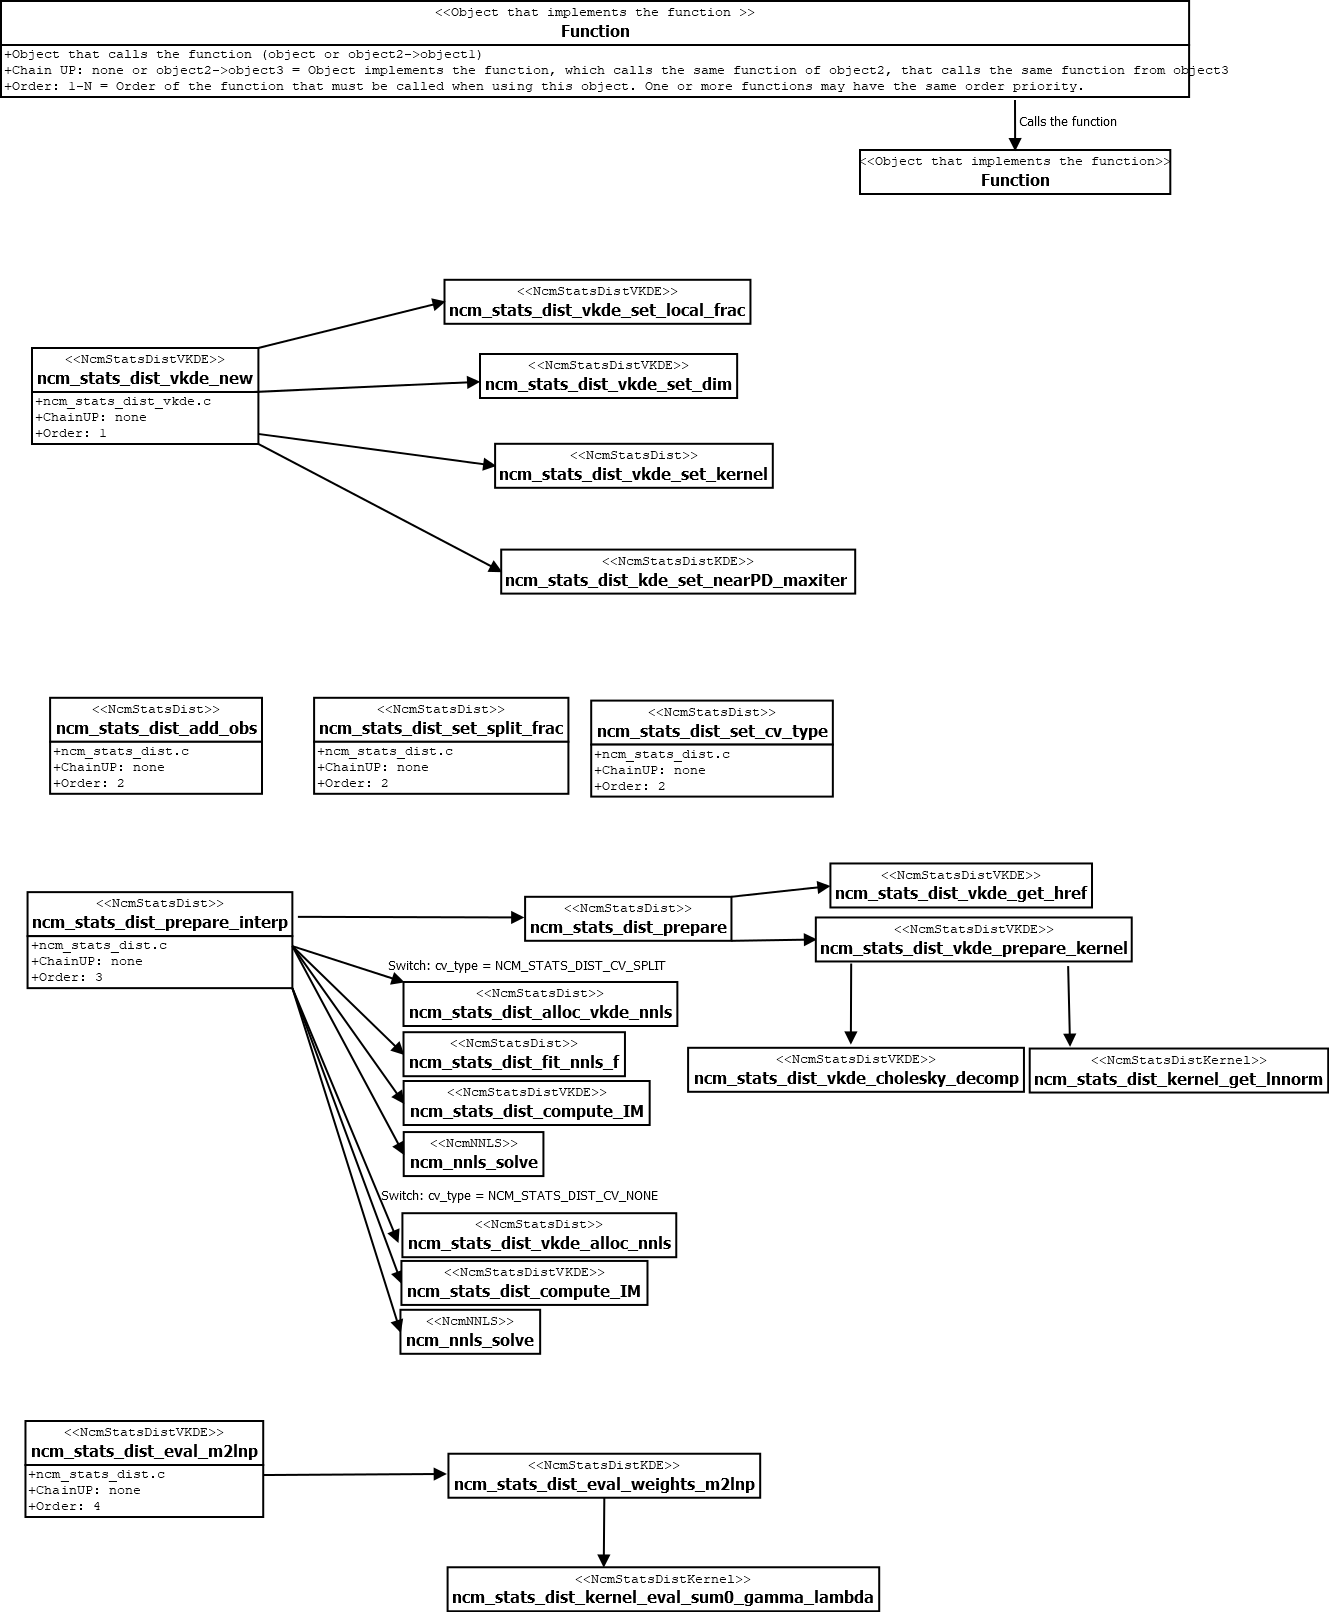 <<Object that implements the function >>
Function
+Object that calls the function (object or object2->object1)
+Chain UP: none or object2->object3 = Object implements the function, which calls the same function of object2, that calls the same function from object3
+Order: 1-N = Order of the function that must be called when using this object. One or more functions may have the same order priority.
Calls the function
<<Object that implements the function>>
Function
<<NcmStatsDistVKDE>>
ncm_stats_dist_vkde_set_local_frac
<<NcmStatsDistVKDE>>
ncm_stats_dist_vkde_new
+ncm_stats_dist_vkde.c
+ChainUP: none
+Order: 1
<<NcmStatsDistVKDE>>
ncm_stats_dist_vkde_set_dim
<<NcmStatsDist>>
ncm_stats_dist_vkde_set_kernel
<<NcmStatsDistKDE>>
ncm_stats_dist_kde_set_nearPD_maxiter
<<NcmStatsDist>>
ncm_stats_dist_add_obs
+ncm_stats_dist.c
+ChainUP: none
+Order: 2
<<NcmStatsDist>>
ncm_stats_dist_set_split_frac
+ncm_stats_dist.c
+ChainUP: none
+Order: 2
<<NcmStatsDist>>
ncm_stats_dist_set_cv_type
+ncm_stats_dist.c
+ChainUP: none
+Order: 2
<<NcmStatsDist>>
ncm_stats_dist_prepare_interp
+ncm_stats_dist.c
+ChainUP: none
+Order: 3
<<NcmStatsDist>>
ncm_stats_dist_prepare
<<NcmStatsDistVKDE>>
ncm_stats_dist_vkde_get_href
<<NcmStatsDistVKDE>>
ncm_stats_dist_vkde_prepare_kernel
<<NcmStatsDistVKDE>>
ncm_stats_dist_vkde_cholesky_decomp
<<NcmStatsDistKernel>>
ncm_stats_dist_kernel_get_lnnorm
Switch: cv_type = NCM_STATS_DIST_CV_SPLIT
<<NcmStatsDist>>
ncm_stats_dist_alloc_vkde_nnls
<<NcmStatsDist>>
ncm_stats_dist_fit_nnls_f
<<NcmStatsDistVKDE>>
ncm_stats_dist_compute_IM
<<NcmNNLS>>
ncm_nnls_solve
Switch: cv_type = NCM_STATS_DIST_CV_NONE
<<NcmStatsDist>>
ncm_stats_dist_vkde_alloc_nnls
<<NcmStatsDistVKDE>>
ncm_stats_dist_compute_IM
<<NcmNNLS>>
ncm_nnls_solve
<<NcmStatsDistVKDE>>
ncm_stats_dist_eval_m2lnp
+ncm_stats_dist.c
+ChainUP: none
+Order: 4
<<NcmStatsDistKDE>>
ncm_stats_dist_eval_weights_m2lnp
<<NcmStatsDistKernel>>
ncm_stats_dist_kernel_eval_sum0_gamma_lambda